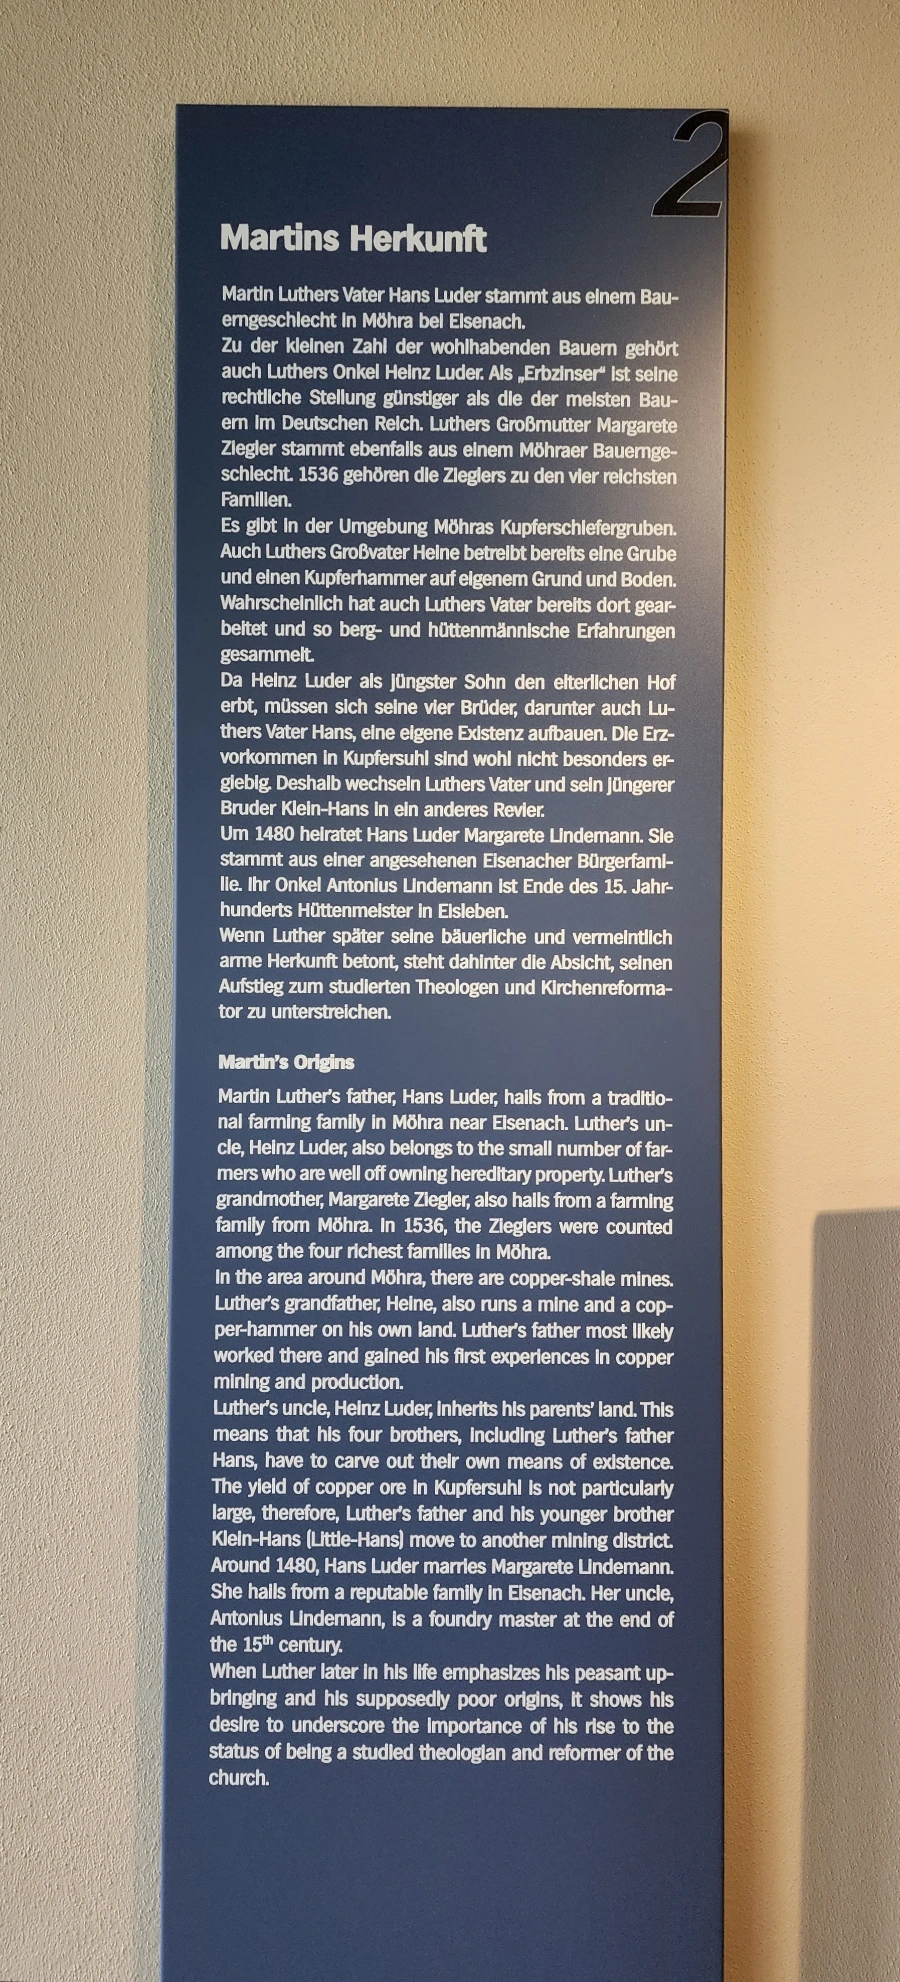 2
Martins Herkunft
Martin Luthers Vater Hans Luder stammt aus einem Bau-
erngeschlecht in Möhra bei Eisenach.
Zu der kleinen Zahl der wohlhabenden Bauern gehört
auch Luthers Onkel Heinz Luder. Als „Erbzinser“ ist seine
rechtliche Stellung günstiger als die der meisten Bau-
ern im Deutschen Reich. Luthers Großmutter Margarete
Ziegler stammt ebenfalls aus einem Möhraer Bauernge-
schlecht. 1536 gehören die Zieglers zu den vier reichsten
Familien.
Es gibt in der Umgebung Möhras Kupferschiefergruben.
Auch Luthers Großvater Heine betreibt bereits eine Grube
und einen Kupferhammer auf eigenem Grund und Boden.
Wahrscheinlich hat auch Luthers Vater bereits dort gear-
beitet und so berg- und hüttenmännische Erfahrungen
gesammelt.
Da Heinz Luder als jüngster Sohn den elterlichen Hof
erbt, müssen sich seine vier Brüder, darunter auch Lu-
thers Vater Hans, eine eigene Existenz aufbauen. Die Erz-
vorkommen in Kupfersuhl sind wohl nicht besonders er-
giebig. Deshalb wechseln Luthers Vater und sein jüngerer
Bruder Klein-Hans in ein anderes Revier.
Um 1480 heiratet Hans Luder Margarete Lindemann. Sie
stammt aus einer angesehenen Eisenacher Bürgerfami-
lie. Ihr Onkel Antonius Lindemann ist Ende des 15. Jahr-
hunderts Hüttenmeister in Eisleben.
Wenn Luther später seine bäuerliche und vermeintlich
arme Herkunft betont, steht dahinter die Absicht, seinen
Aufstieg zum studierten Theologen und Kirchenreforma-
tor zu unterstreichen.
Martin's Origins
Martin Luther's father, Hans Luder, hails from a traditio-
nal farming family in Möhra near Eisenach. Luther's un-
cle, Heinz Luder, also belongs to the small number of far-
mers who are well off owning hereditary property. Luther's
grandmother, Margarete Ziegler, also hails from a farming
family from Möhra. In 1536, the Zieglers were counted
among the four richest families in Möhra.
In the area around Möhra, there are copper-shale mines.
Luther's grandfather, Heine, also runs a mine and a cop-
per-hammer on his own land. Luther's father most likely
worked there and gained his first experiences in copper
mining and production.
Luther's uncle, Heinz Luder, inherits his parents' land. This
means that his four brothers, including Luther's father
Hans, have to carve out their own means of existence.
The yield of copper ore in Kupfersuhl is not particularly
large, therefore, Luther's father and his younger brother
Klein-Hans (Little-Hans) move to another mining district.
Around 1480, Hans Luder marries Margarete Lindemann.
She hails from a reputable family in Eisenach. Her uncle,
Antonius Lindemann, is a foundry master at the end of
the 15th century.
When Luther later in his life emphasizes his peasant up-
bringing and his supposedly poor origins, it shows his
desire to underscore the importance of his rise to the
status of being a studied theologian and reformer of the
church.